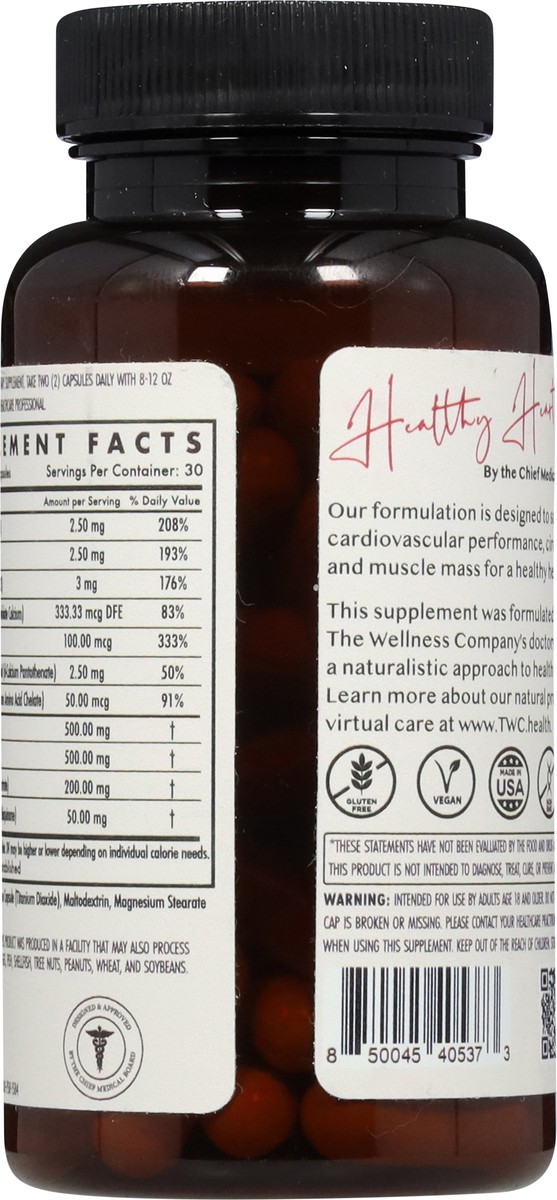 SUPPLEMENT, TAKE TWO (2) CAPSULES DAILY WITH 8-12 OZ
PROFESSIONAL
EMENT FACTS
Servings Per Container: 30
Amount per Serving % Daily Value
2.50 mg 208%
2.50 mg 193%
3 mg 176%
333.33 mcg DFE 83%
100.00 mcg 333%
2.50 mg 50%
Amino Acid Chelate) 50.00 mcg 91%
500.00 mg †
500.00 mg †
200.00 mg †
50.00 mg †
may be higher or lower depending on individual calorie needs.
Capsule (Titanium Dioxide), Maltodextrin, Magnesium Stearate
PRODUCT WAS PRODUCED IN A FACILITY THAT MAY ALSO PROCESS
SHELLFISH, TREE NUTS, PEANUTS, WHEAT, AND SOYBEANS.
DESIGNED & APPROVED
BY THE CHIEF MEDICAL BOARD
Healthy
By the Chief
Our formulation is designed to
cardiovascular performance,
and muscle mass for a healthy
This supplement was formulated
The Wellness Company's
a naturalistic approach to
Learn more about our natural
virtual care at www.TWC.health.
GLUTEN FREE
VEGAN
MADE IN USA
*THESE STATEMENTS HAVE NOT BEEN EVALUATED BY THE FOOD AND
THIS PRODUCT IS NOT INTENDED TO DIAGNOSE, TREAT, CURE, OR
WARNING: INTENDED FOR USE BY ADULTS AGE 18 AND OLDER. DO
CAP IS BROKEN OR MISSING. PLEASE CONTACT YOUR HEALTHCARE
WHEN USING THIS SUPPLEMENT. KEEP OUT OF THE REACH OF CHILDREN.
8 50045 40537 3